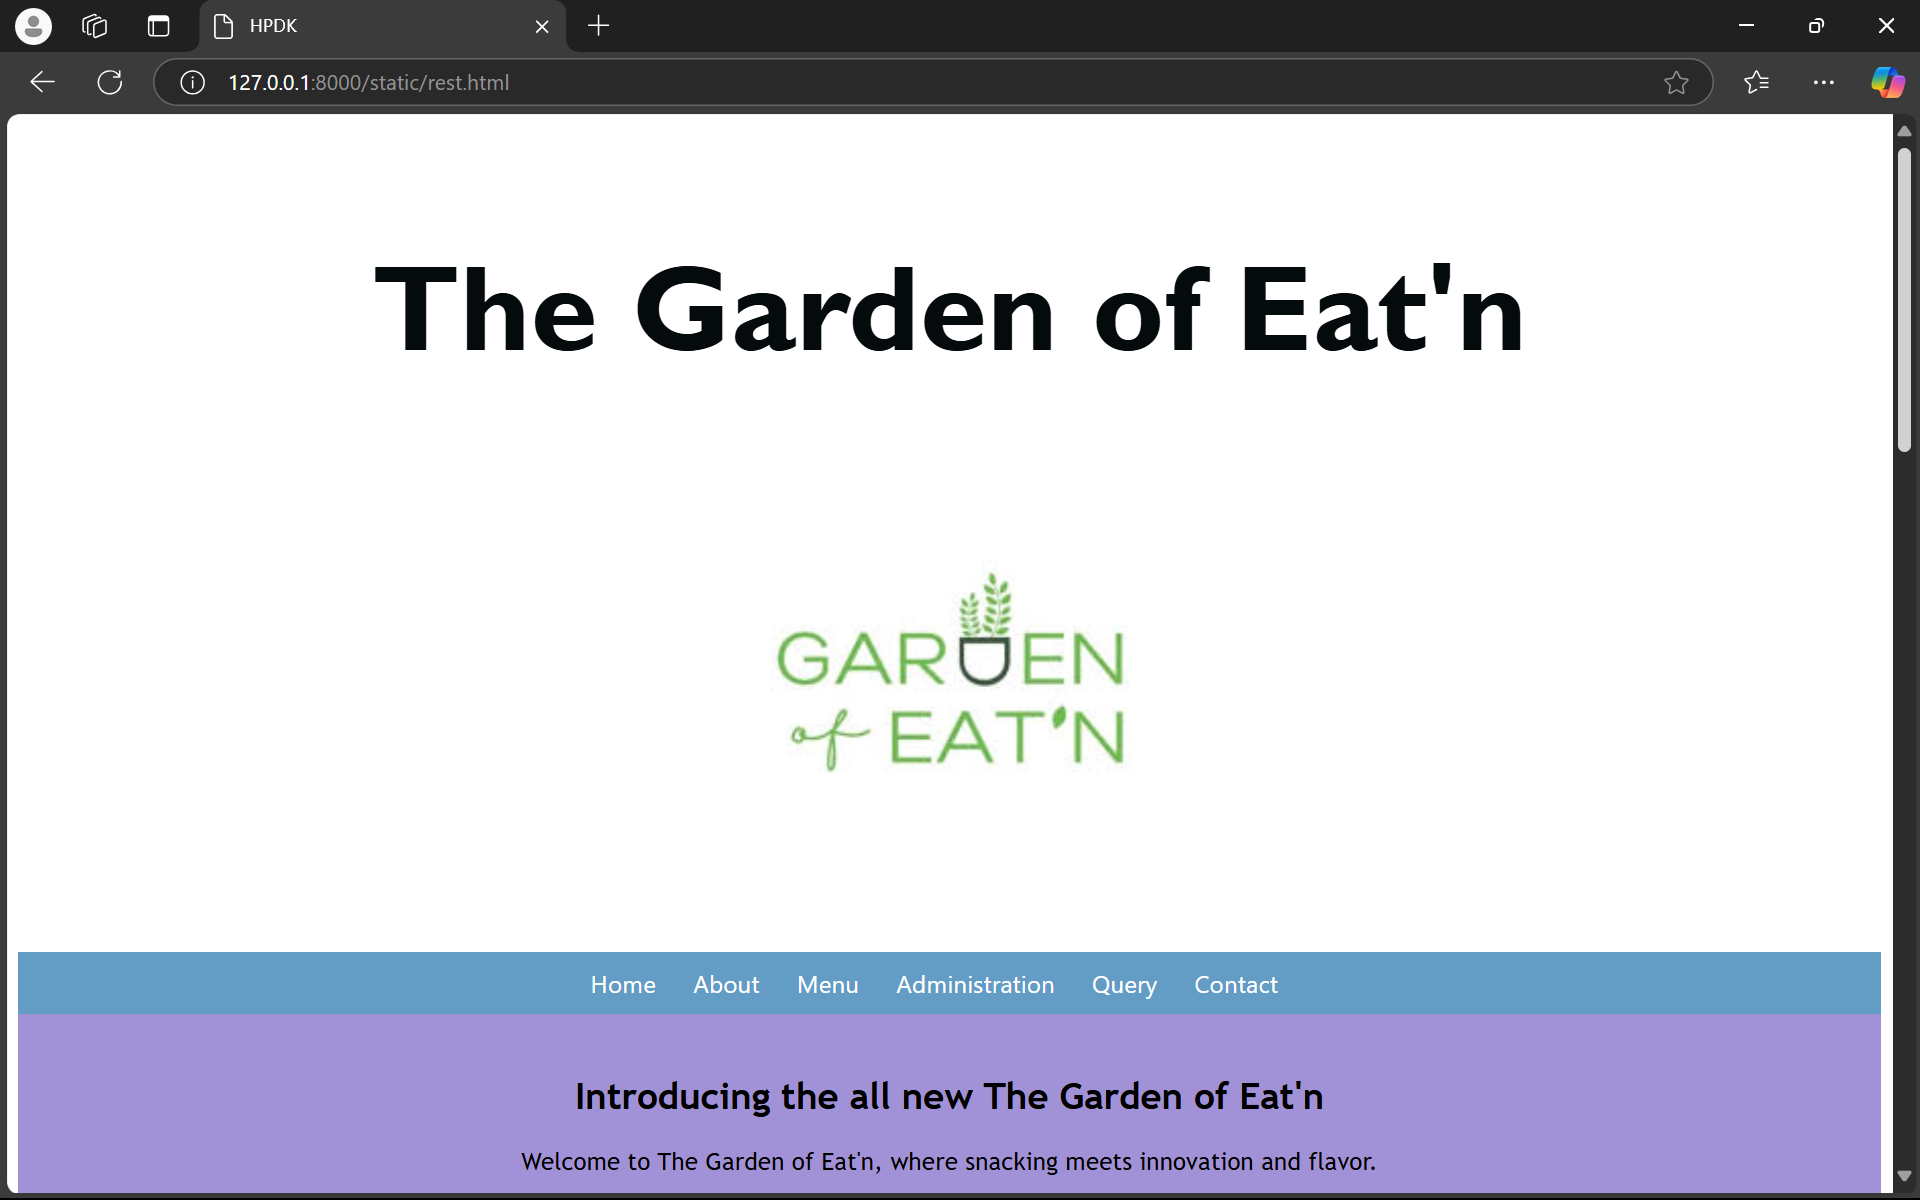 HPDK
127.0.0.1:8000/static/rest.html
The Garden of Eat'n
GARDEN
of EAT'N
Home About Menu Administration Query Contact
Introducing the all new The Garden of Eat'n
Welcome to The Garden of Eat'n, where snacking meets innovation and flavor.